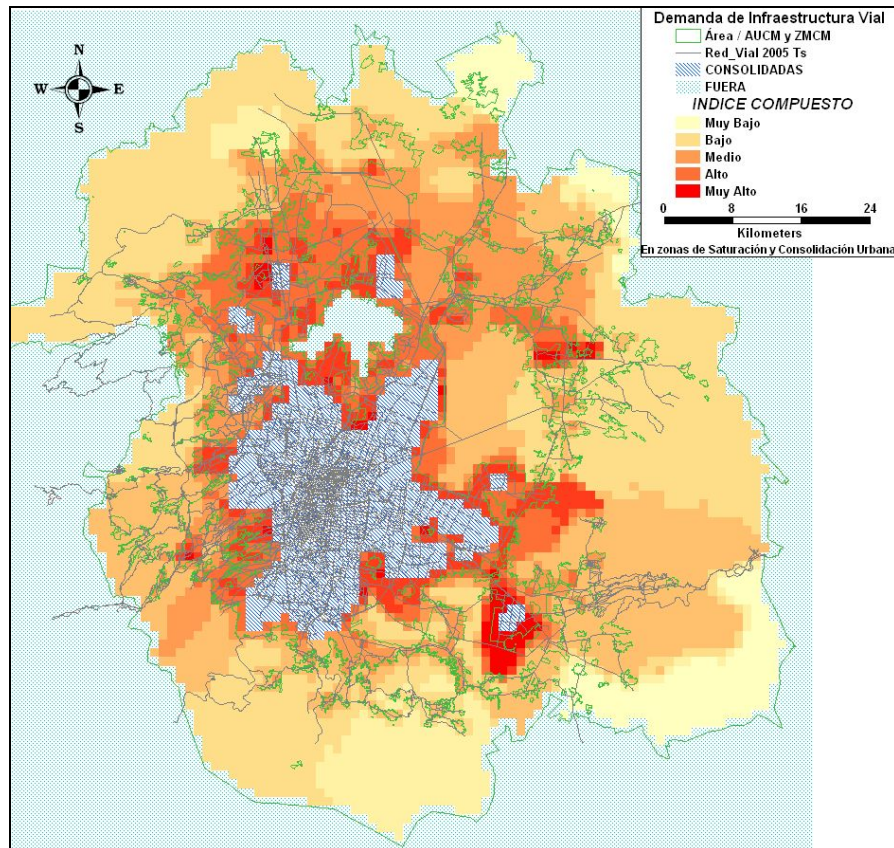 Demanda de Infraestructura Vial
Área / AUCM y ZMCM
Red_Vial 2005 Ts
CONSOLIDADAS
FUERA
INDICE COMPUESTO
Muy Bajo
Bajo
Medio
Alto
Muy Alto
0 8 16 24
Kilometers
En zonas de Saturación y Consolidación Urbana
N
W E
S